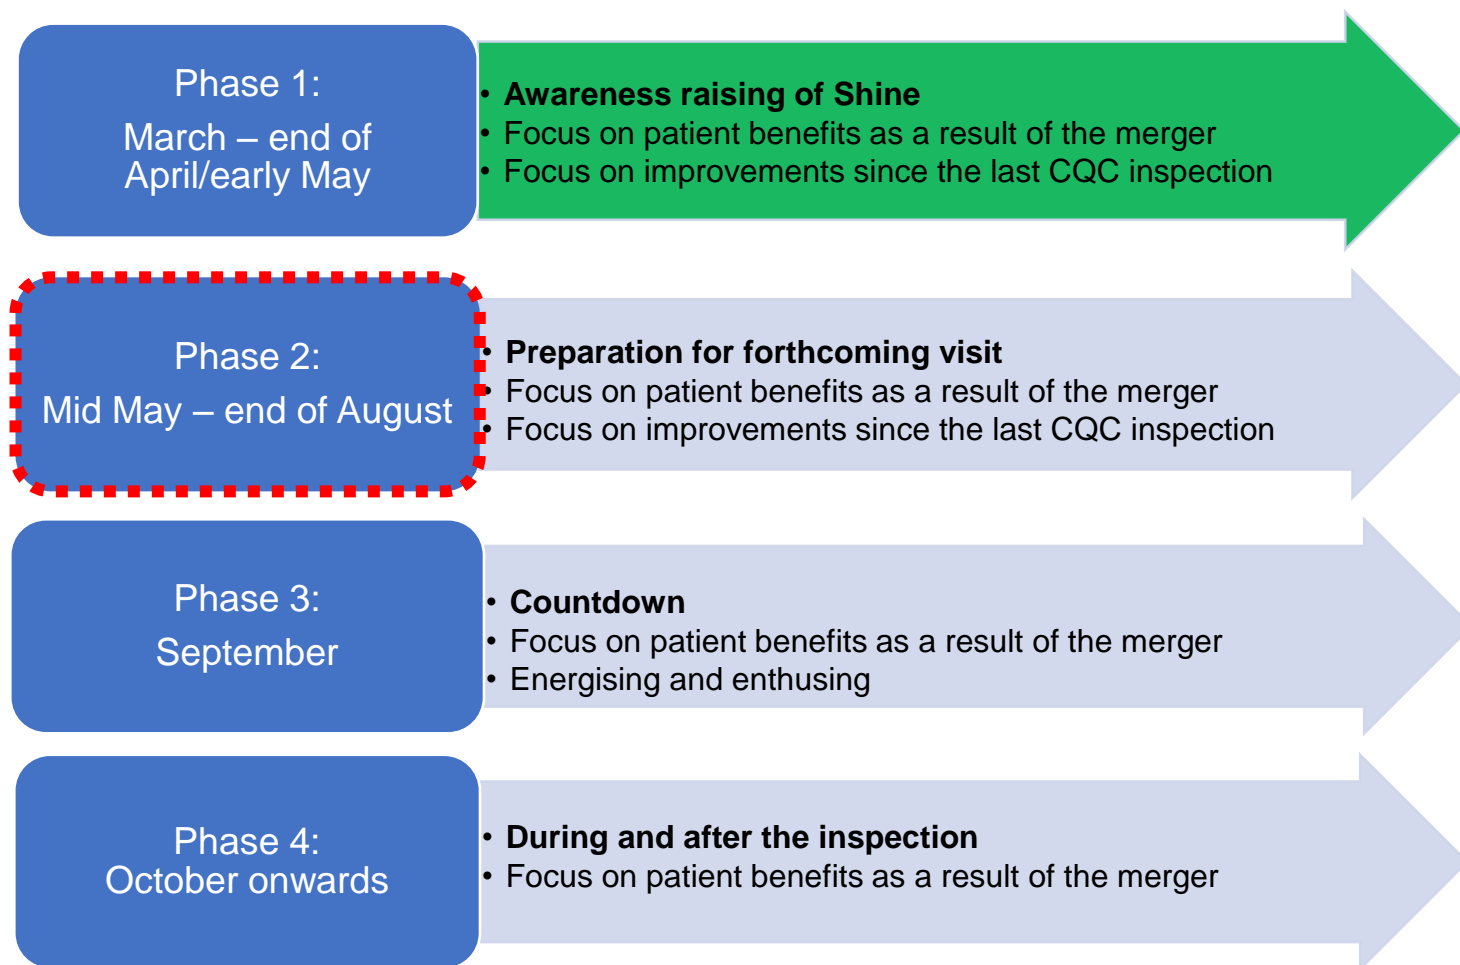 Phase 1:
March – end of
April/early May
• Awareness raising of Shine
• Focus on patient benefits as a result of the merger
• Focus on improvements since the last CQC inspection
Phase 2:
Mid May – end of August
• Preparation for forthcoming visit
• Focus on patient benefits as a result of the merger
• Focus on improvements since the last CQC inspection
Phase 3:
September
• Countdown
• Focus on patient benefits as a result of the merger
• Energising and enthusing
Phase 4:
October onwards
• During and after the inspection
• Focus on patient benefits as a result of the merger